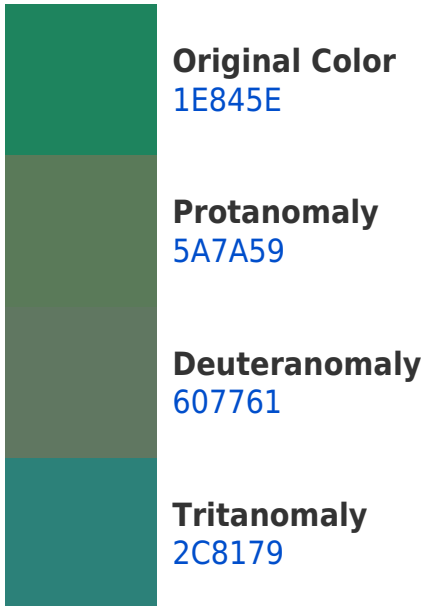 Original Color
1E845E
Protanomaly
5A7A59
Deuteranomaly
607761
Tritanomaly
2C8179